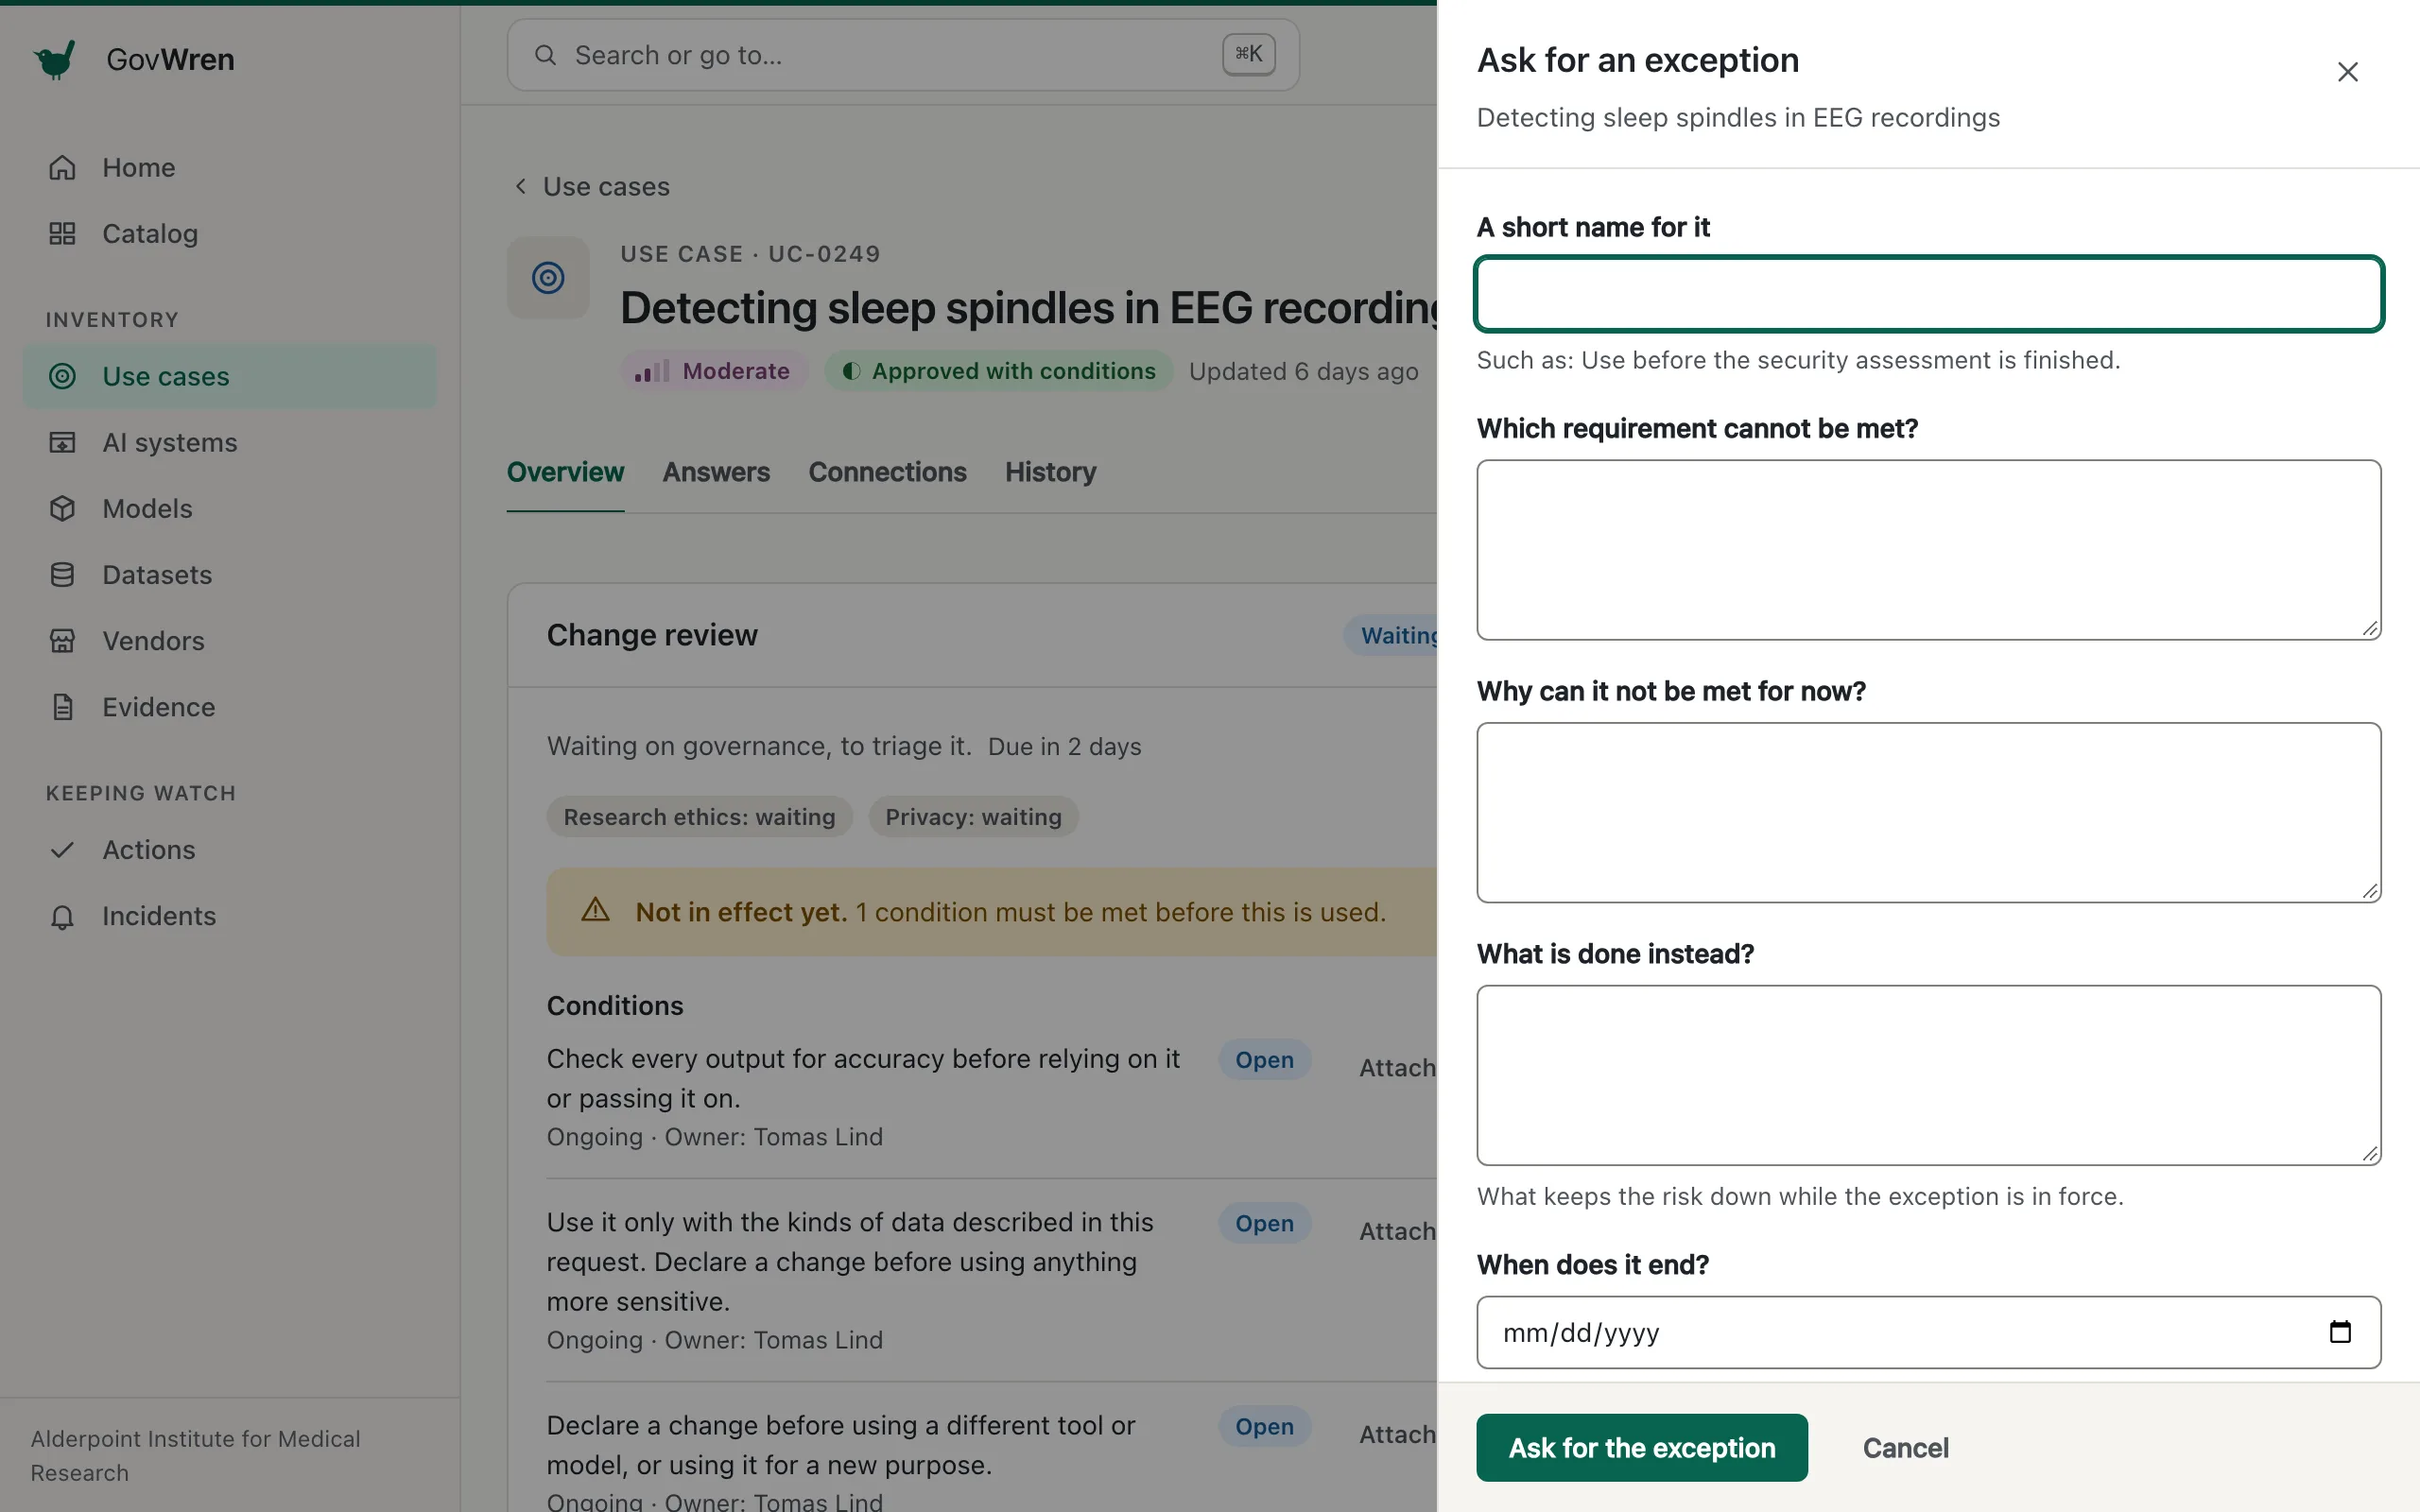 GovWren
Home
Catalog
INVENTORY
Use cases
AI systems
Models
Datasets
Vendors
Evidence
KEEPING WATCH
Actions
Incidents
Alderpoint Institute for Medical
Research
Search or go to...
⌘K
Use cases
USE CASE · UC-0249
Detecting sleep spindles in EEG recording
Moderate
Approved with conditions
Updated 6 days ago
Overview
Answers
Connections
History
Change review
Waiting
Waiting on governance, to triage it. Due in 2 days
Research ethics: waiting
Privacy: waiting
Not in effect yet. 1 condition must be met before this is used.
Conditions
Check every output for accuracy before relying on it
or passing it on.
Ongoing · Owner: Tomas Lind
Open
Attach
Use it only with the kinds of data described in this
request. Declare a change before using anything
more sensitive.
Ongoing · Owner: Tomas Lind
Open
Attach
Declare a change before using a different tool or
model, or using it for a new purpose.
Ongoing · Owner: Tomas Lind
Open
Attach
Ask for an exception
Detecting sleep spindles in EEG recordings
A short name for it
Such as: Use before the security assessment is finished.
Which requirement cannot be met?
Why can it not be met for now?
What is done instead?
What keeps the risk down while the exception is in force.
When does it end?
mm/dd/yyyy
Ask for the exception
Cancel